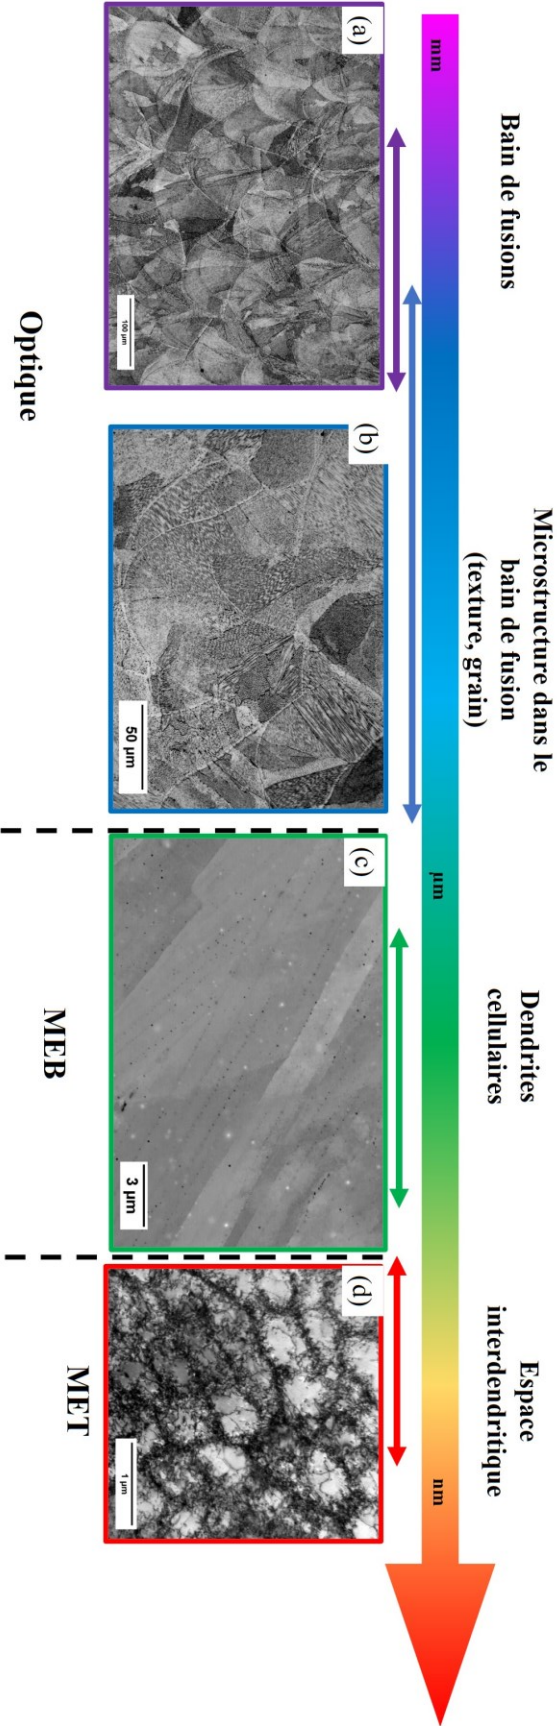 Bain de fusions
Microstructure dans le
bain de fusion
(texture, grain)
Dendrites
cellulaires
Espace
interdendritique
mm
µm
nm
(a)
100 µm
(b)
50 µm
(c)
3 µm
(d)
1 µm
Optique
MEB
MET